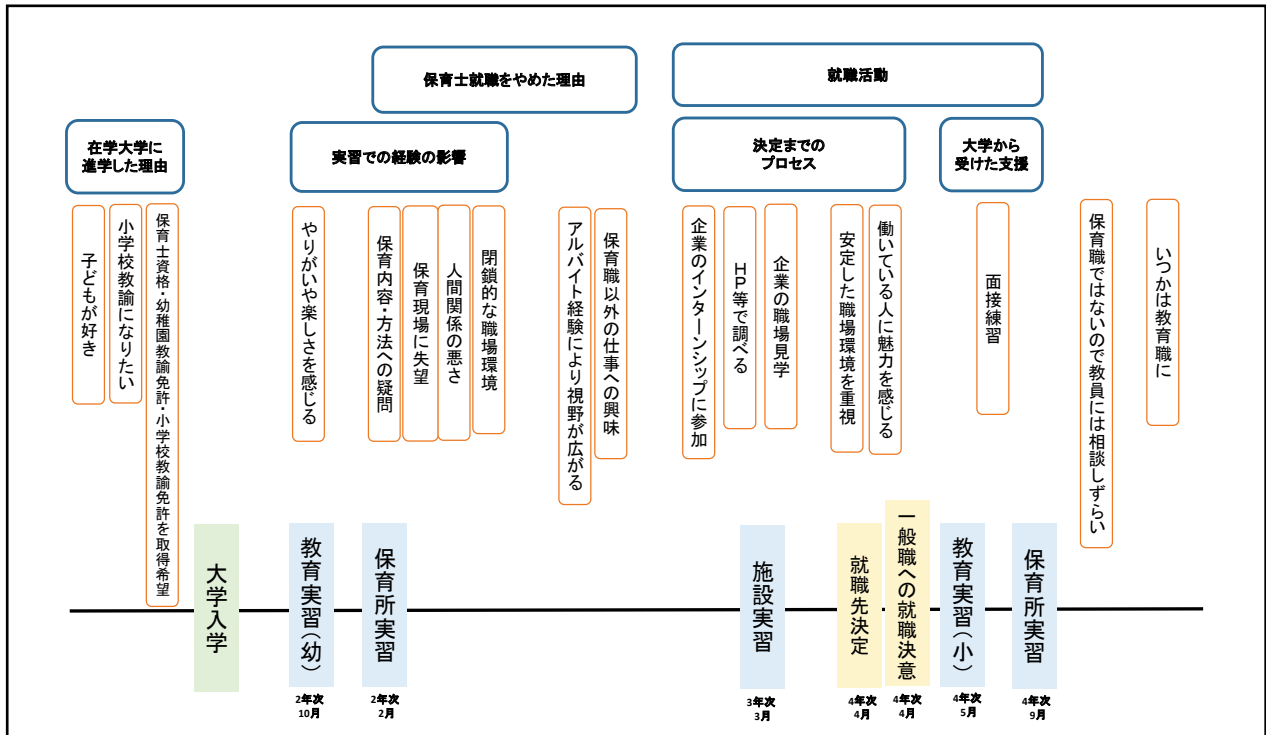 保育士就職をやめた理由
就職活動
在学大学に
進学した理由
実習での経験の影響
決定までの
プロセス
大学から
受けた支援
子どもが好き
小学校教諭になりたい
保育士資格・幼稚園教諭免許・小学校教諭免許を取得希望
やりがいや楽しさを感じる
保育内容・方法への疑問
保育現場に失望
人間関係の悪さ
閉鎖的な職場環境
アルバイト経験により視野が広がる
保育職以外の仕事への興味
企業のインターンシップに参加
HP等で調べる
企業の職場見学
安定した職場環境を重視
働いている人に魅力を感じる
面接練習
保育職ではないので教員には相談しずらい
いつかは教育職に
大学入学
教育実習(幼)
保育所実習
施設実習
就職先決定
一般職への就職決意
教育実習(小)
保育所実習
2年次
10月
2年次
2月
3年次
3月
4年次
4月
4年次
4月
4年次
5月
4年次
9月